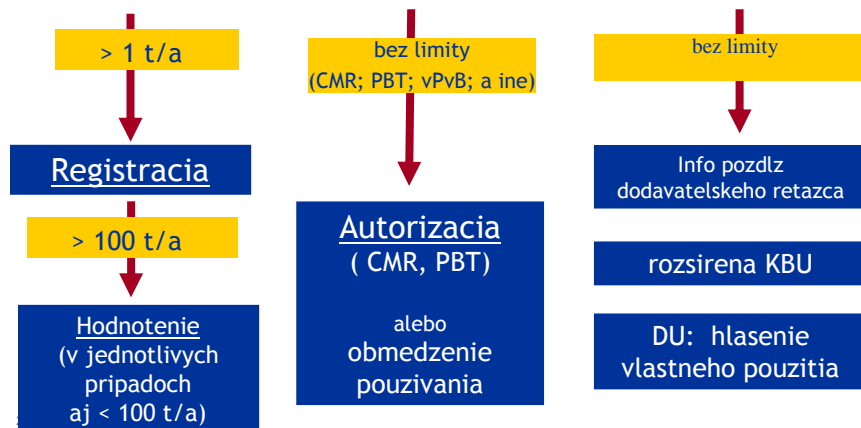 > 1 t/a
Registracia
> 100 t/a
Hodnotenie
(v jednotlivych
pripadoch
aj < 100 t/a)
bez limity
(CMR; PBT; vPvB; a ine)
Autorizacia
( CMR, PBT)
alebo
obmedzenie
pouzivania
bez limity
Info pozdlz
dodavatelskeho retazca
rozsirena KBU
DU: hlasenie
vlastneho pouzitia